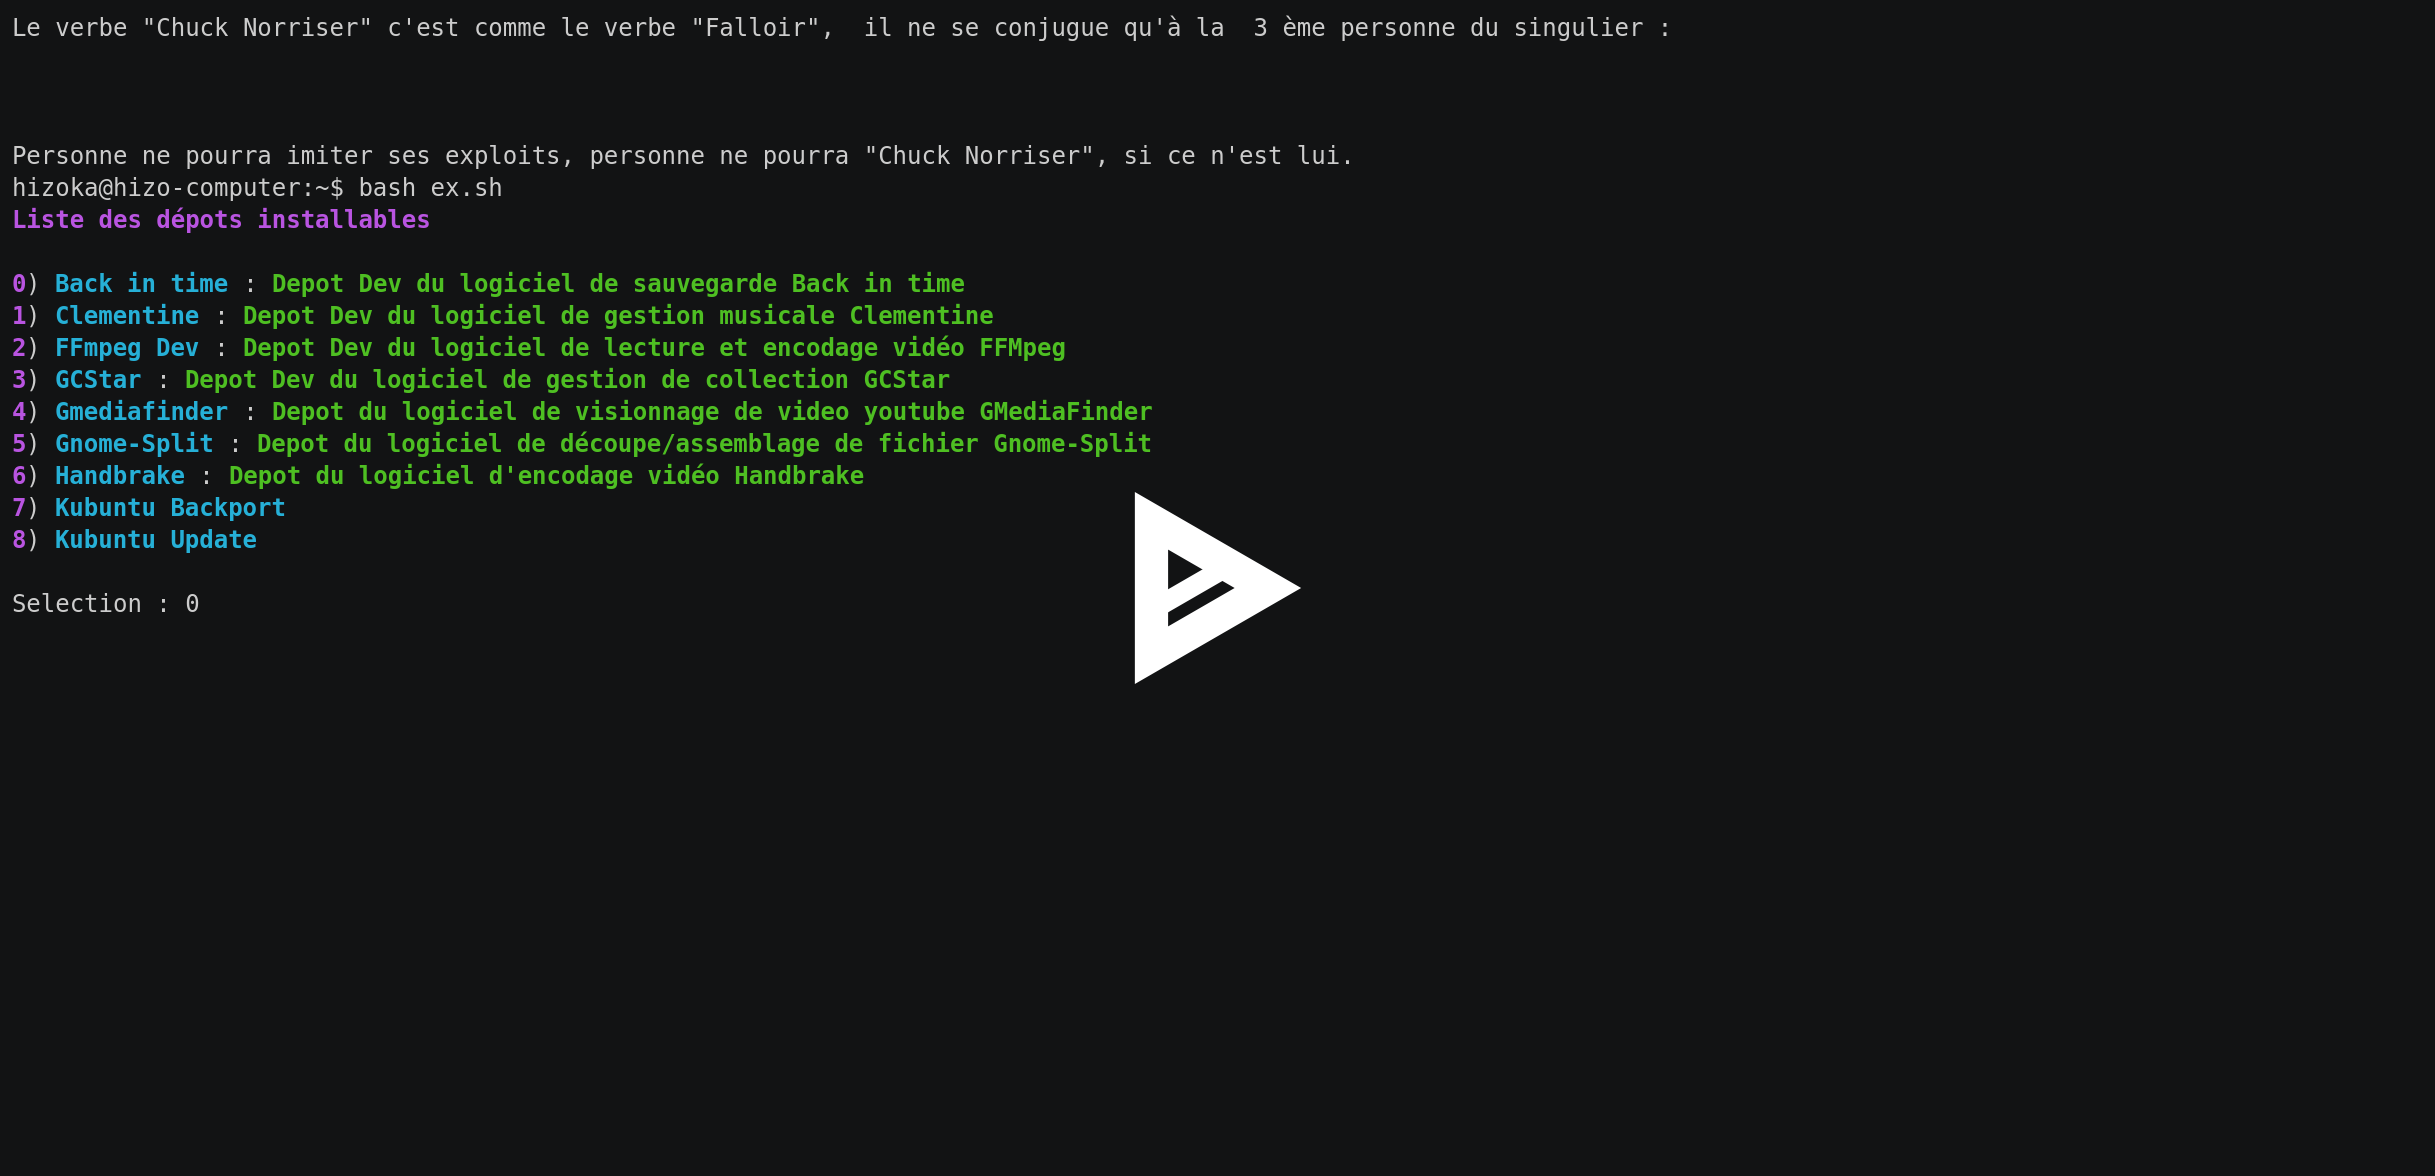 Le verbe "Chuck Norriser" c'est comme le verbe "Falloir",  il ne se conjugue qu'à la  3 ème personne du singulier :
Personne ne pourra imiter ses exploits, personne ne pourra "Chuck Norriser", si ce n'est lui.
hizoka@hizo-computer:~$ bash ex.sh
Liste des dépots installables
0) Back in time : Depot Dev du logiciel de sauvegarde Back in time
1) Clementine : Depot Dev du logiciel de gestion musicale Clementine
2) FFmpeg Dev : Depot Dev du logiciel de lecture et encodage vidéo FFMpeg
3) GCStar : Depot Dev du logiciel de gestion de collection GCStar
4) Gmediafinder : Depot du logiciel de visionnage de video youtube GMediaFinder
5) Gnome-Split : Depot du logiciel de découpe/assemblage de fichier Gnome-Split
6) Handbrake : Depot du logiciel d'encodage vidéo Handbrake
7) Kubuntu Backport
8) Kubuntu Update
Selection : 0